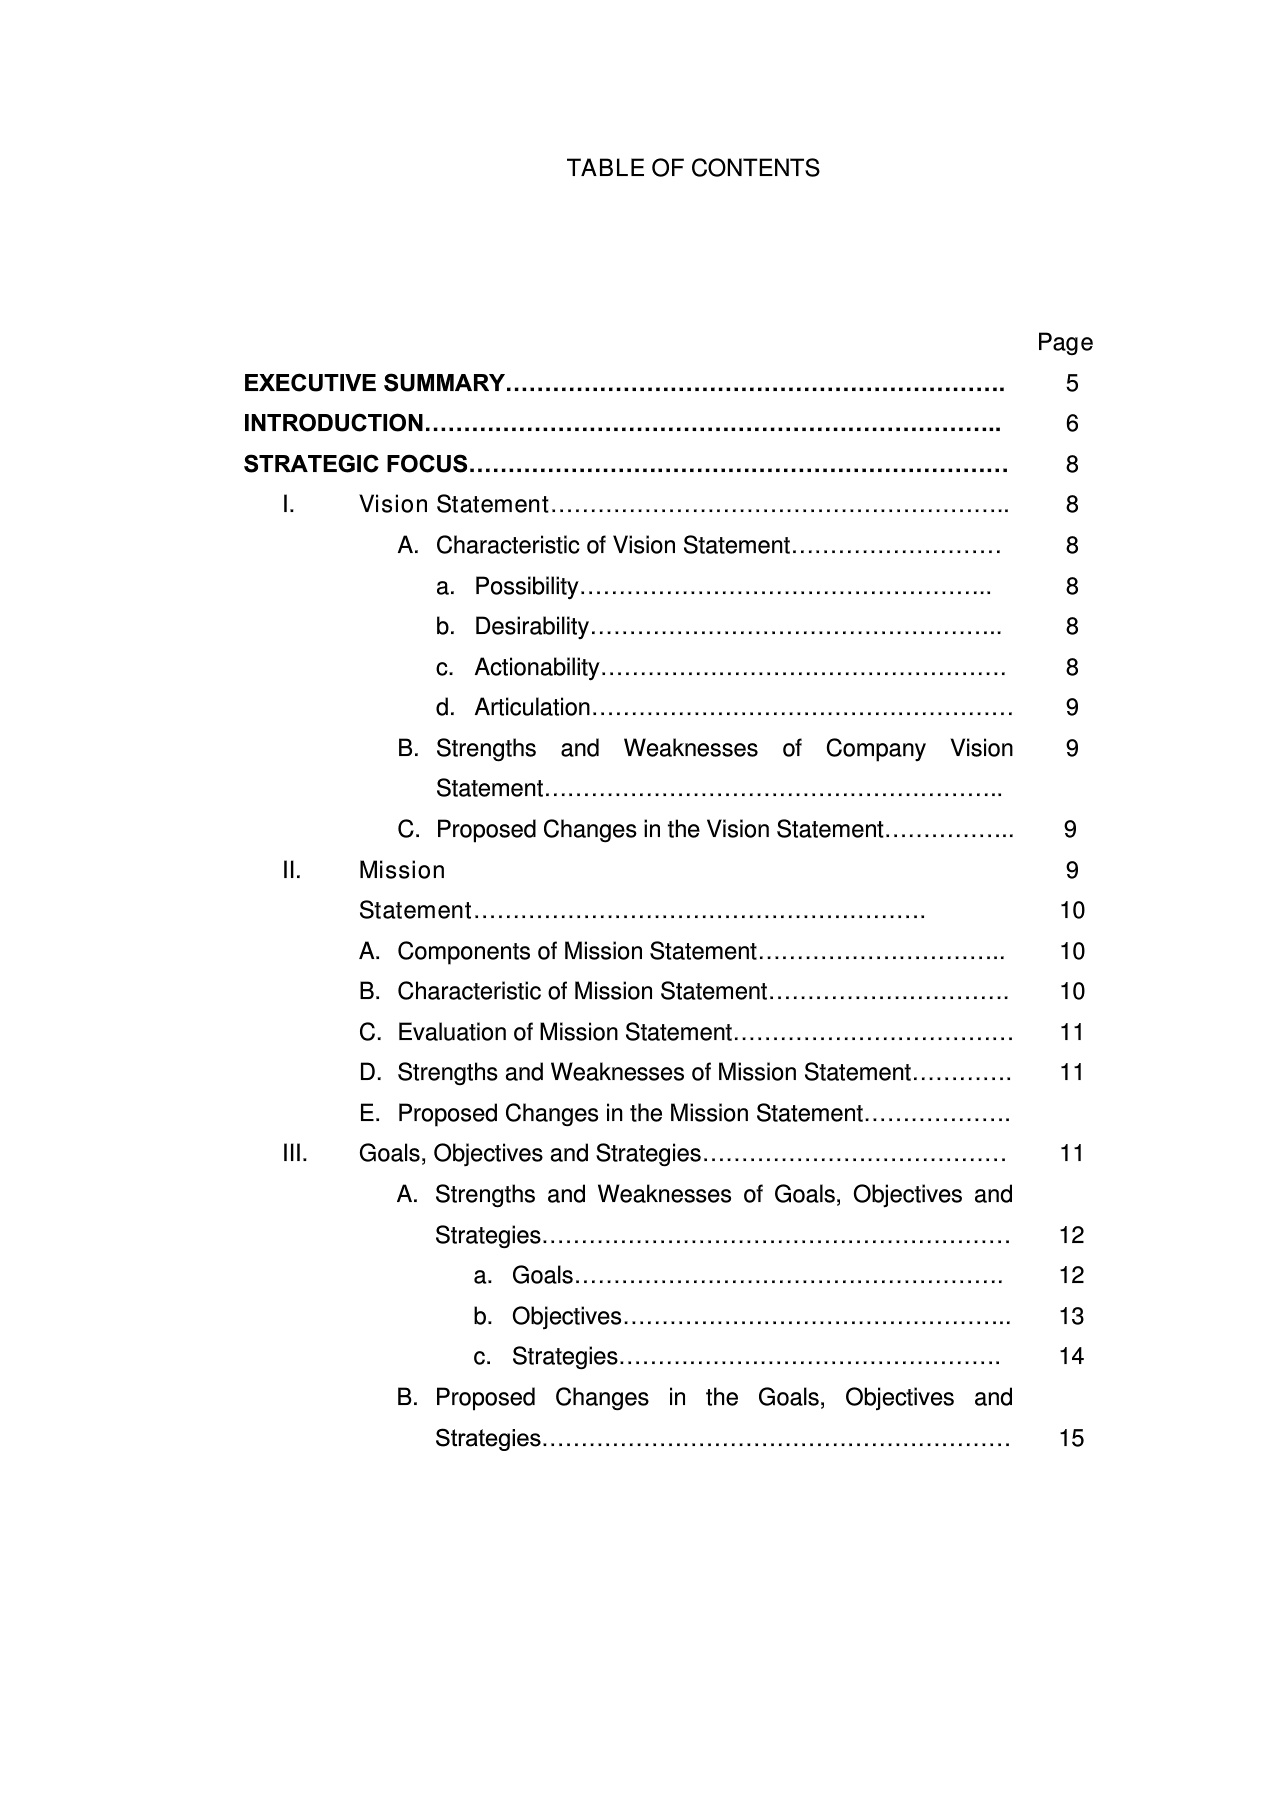 TABLE OF CONTENTS
Page
EXECUTIVE SUMMARY………………………………………………………. 5
INTRODUCTION……………………………………………………………….. 6
STRATEGIC FOCUS…………………………………………………………… 8
I. Vision Statement………………………………………………….. 8
A. Characteristic of Vision Statement……………………… 8
a. Possibility…………………………………………….. 8
b. Desirability…………………………………………….. 8
c. Actionability……………………………………………. 8
d. Articulation……………………………………………… 9
B. Strengths and Weaknesses of Company Vision 9
Statement…………………………………………………..
C. Proposed Changes in the Vision Statement…………….. 9
II. Mission 9
Statement…………………………………………………. 10
A. Components of Mission Statement………………………….. 10
B. Characteristic of Mission Statement…………………………. 10
C. Evaluation of Mission Statement……………………………… 11
D. Strengths and Weaknesses of Mission Statement…………. 11
E. Proposed Changes in the Mission Statement……………….
III. Goals, Objectives and Strategies………………………………… 11
A. Strengths and Weaknesses of Goals, Objectives and
Strategies…………………………………………………… 12
a. Goals………………………………………………. 12
b. Objectives………………………………………….. 13
c. Strategies…………………………………………. 14
B. Proposed Changes in the Goals, Objectives and
Strategies…………………………………………………… 15